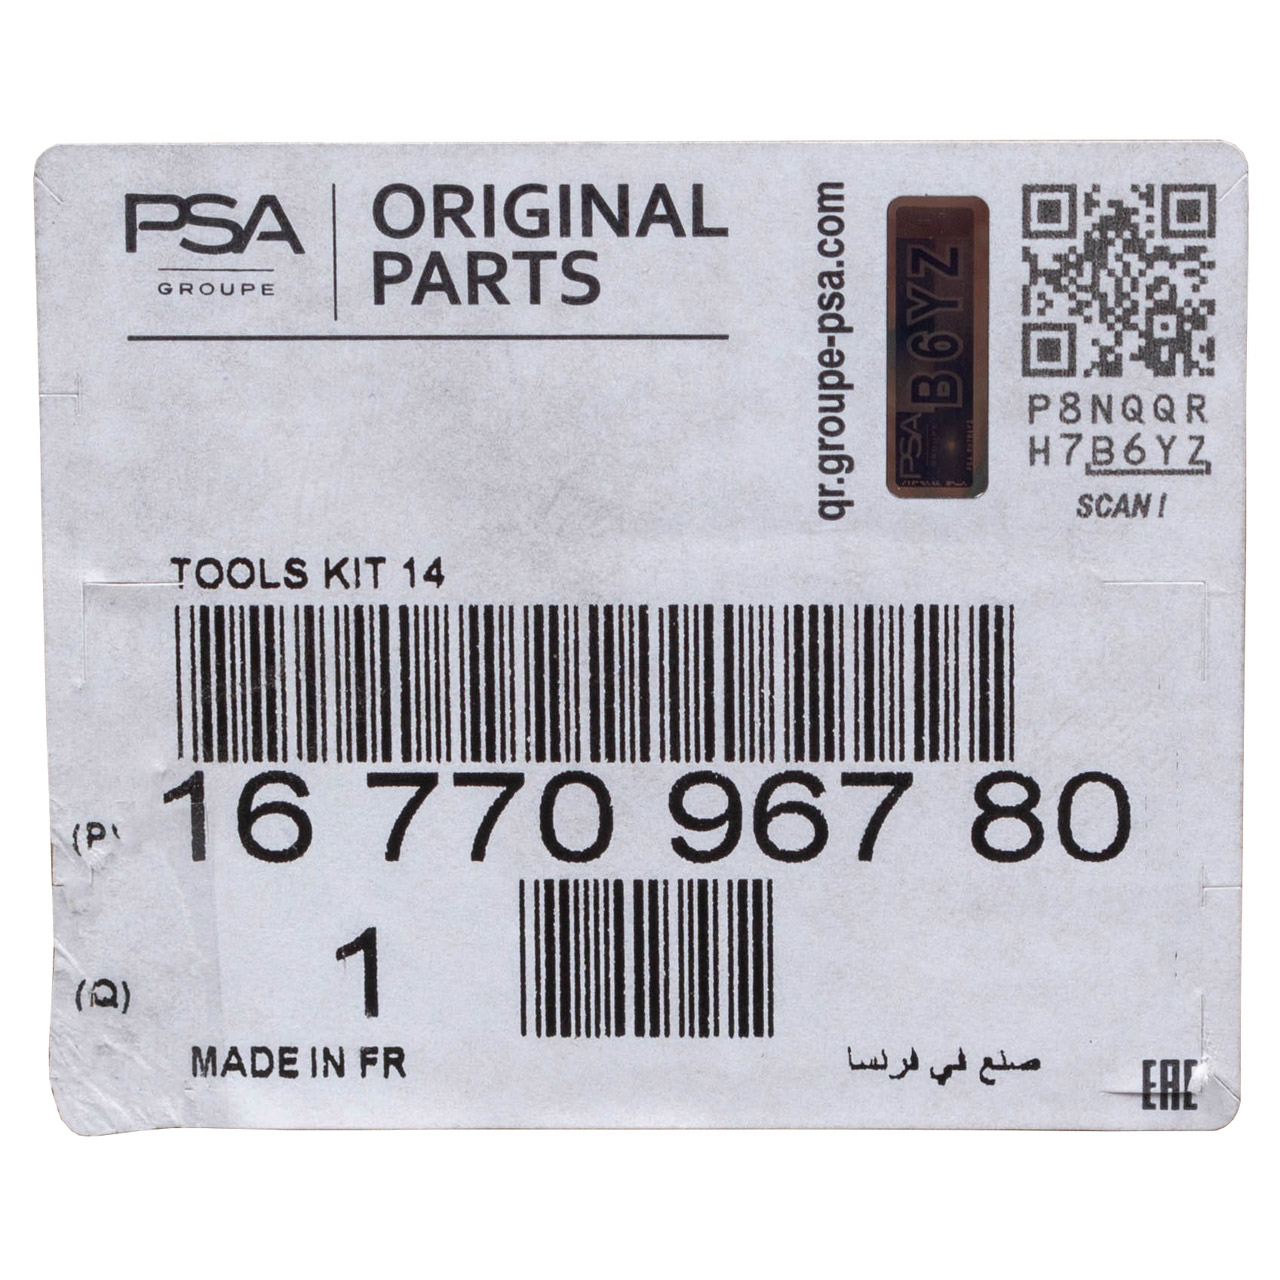 PSA
GROUPE
ORIGINAL
PARTS
qr.groupe-psa.com
B6YZ
PSA
GROUPE
P8NQQR
H7B6YZ
SCAN !
TOOLS KIT 14
(P)
16 770 967 80
(Q)
1
MADE IN FR
صنع في فرنسا
EAC